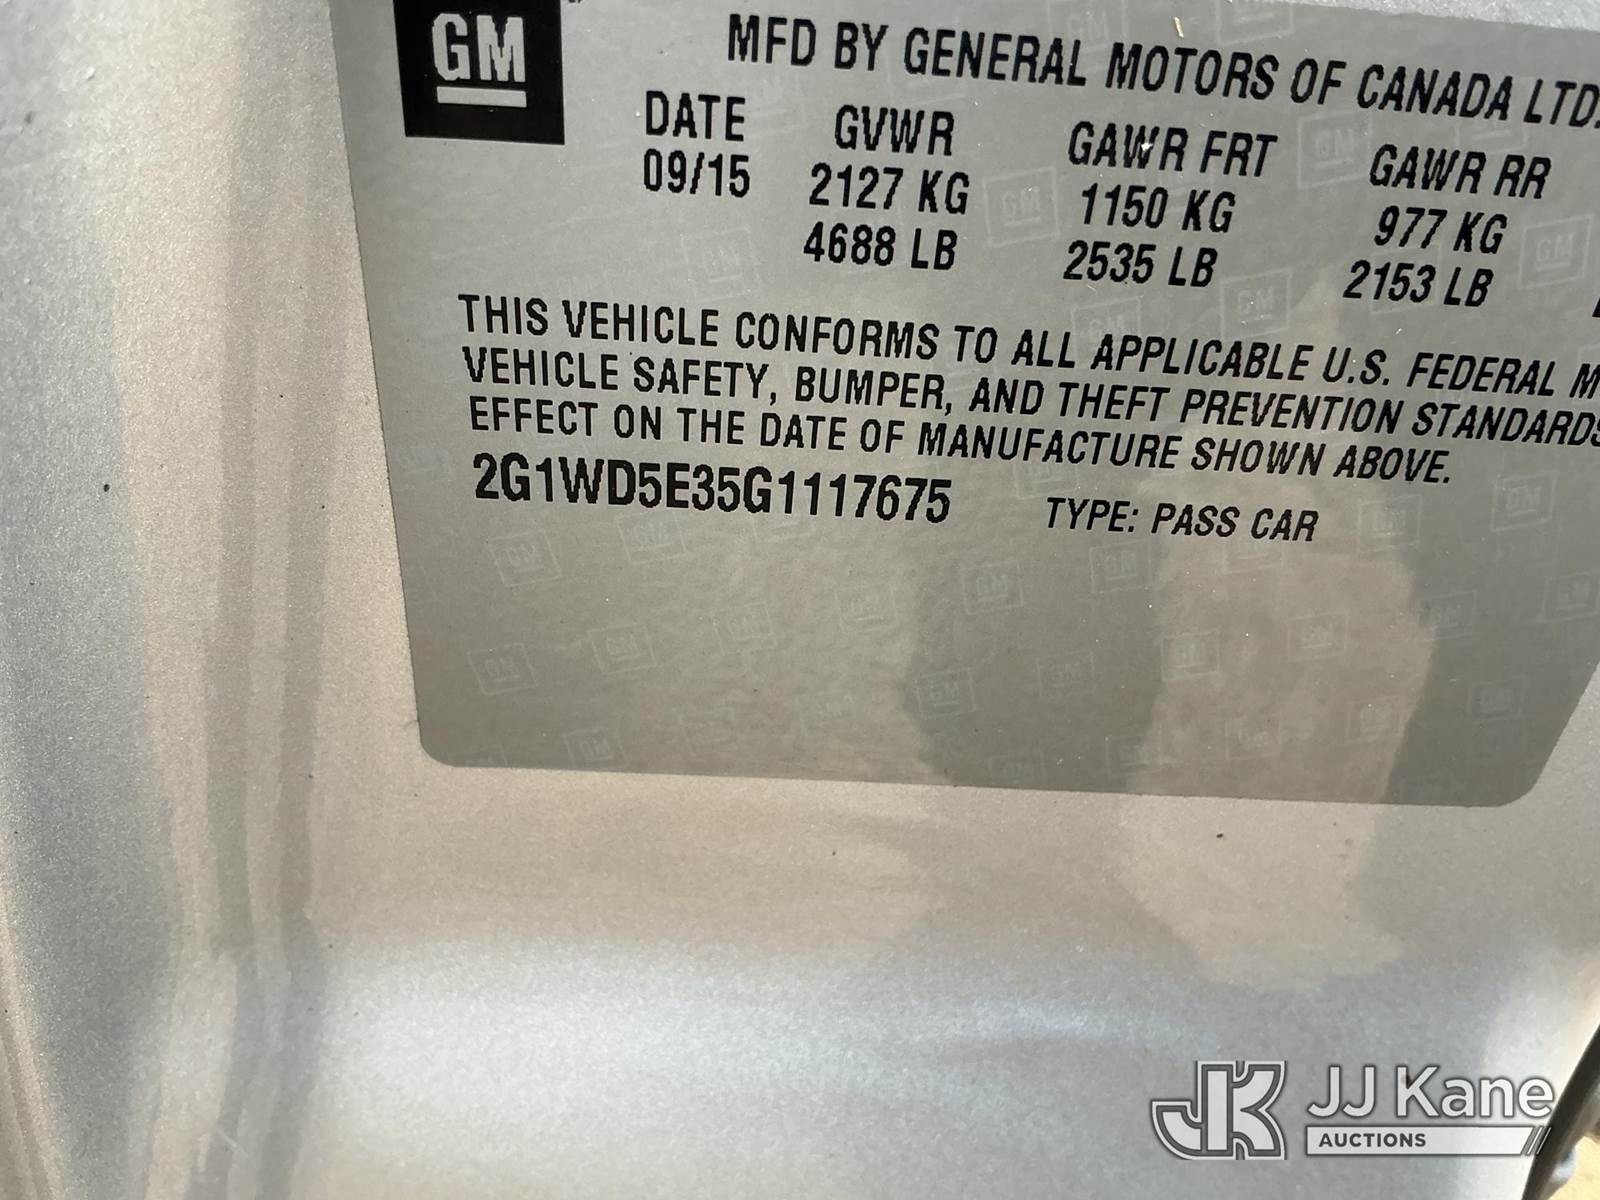 GM
MFD BY GENERAL MOTORS OF CANADA LTD.
DATE GVWR GAWR FRT GAWR RR
09/15 2127 KG 1150 KG 977 KG
4688 LB 2535 LB 2153 LB
THIS VEHICLE CONFORMS TO ALL APPLICABLE U.S. FEDERAL M
VEHICLE SAFETY, BUMPER, AND THEFT PREVENTION STANDARDS
EFFECT ON THE DATE OF MANUFACTURE SHOWN ABOVE.
2G1WD5E35G1117675 TYPE: PASS CAR
JK JJ Kane
AUCTIONS